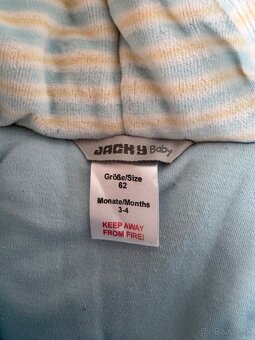 JACKY Baby
Größe/Size
62
Monate/Months
3-4
KEEP AWAY
FROM FIRE!